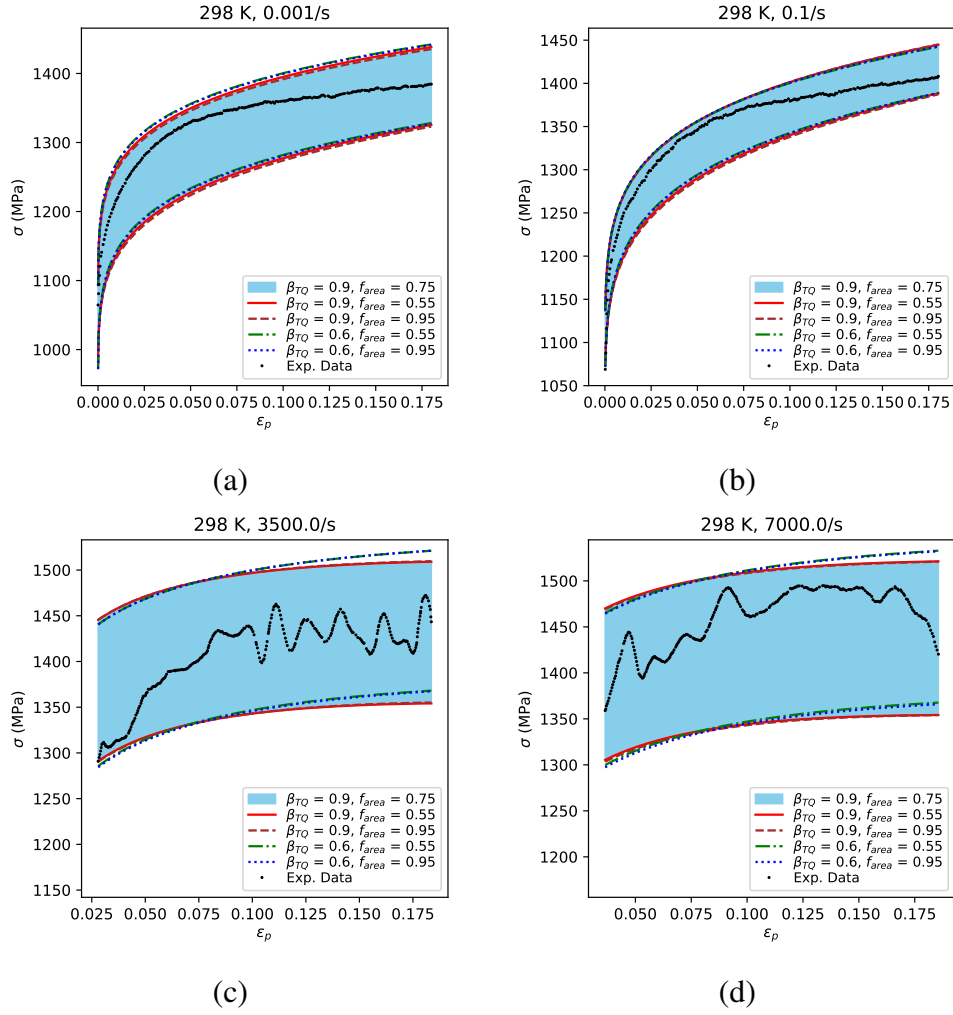 298 K, 0.001/s
1400
1300
1200
1100
1000
σ (MPa)
β_TQ = 0.9, f_area = 0.75
β_TQ = 0.9, f_area = 0.55
β_TQ = 0.9, f_area = 0.95
β_TQ = 0.6, f_area = 0.55
β_TQ = 0.6, f_area = 0.95
Exp. Data
0.000 0.025 0.050 0.075 0.100 0.125 0.150 0.175
ε_p
(a)
298 K, 0.1/s
1450
1400
1350
1300
1250
1200
1150
1100
1050
σ (MPa)
β_TQ = 0.9, f_area = 0.75
β_TQ = 0.9, f_area = 0.55
β_TQ = 0.9, f_area = 0.95
β_TQ = 0.6, f_area = 0.55
β_TQ = 0.6, f_area = 0.95
Exp. Data
0.000 0.025 0.050 0.075 0.100 0.125 0.150 0.175
ε_p
(b)
298 K, 3500.0/s
1500
1450
1400
1350
1300
1250
1200
1150
σ (MPa)
β_TQ = 0.9, f_area = 0.75
β_TQ = 0.9, f_area = 0.55
β_TQ = 0.9, f_area = 0.95
β_TQ = 0.6, f_area = 0.55
β_TQ = 0.6, f_area = 0.95
Exp. Data
0.025 0.050 0.075 0.100 0.125 0.150 0.175
ε_p
(c)
298 K, 7000.0/s
1500
1450
1400
1350
1300
1250
1200
σ (MPa)
β_TQ = 0.9, f_area = 0.75
β_TQ = 0.9, f_area = 0.55
β_TQ = 0.9, f_area = 0.95
β_TQ = 0.6, f_area = 0.55
β_TQ = 0.6, f_area = 0.95
Exp. Data
0.050 0.075 0.100 0.125 0.150 0.175
ε_p
(d)